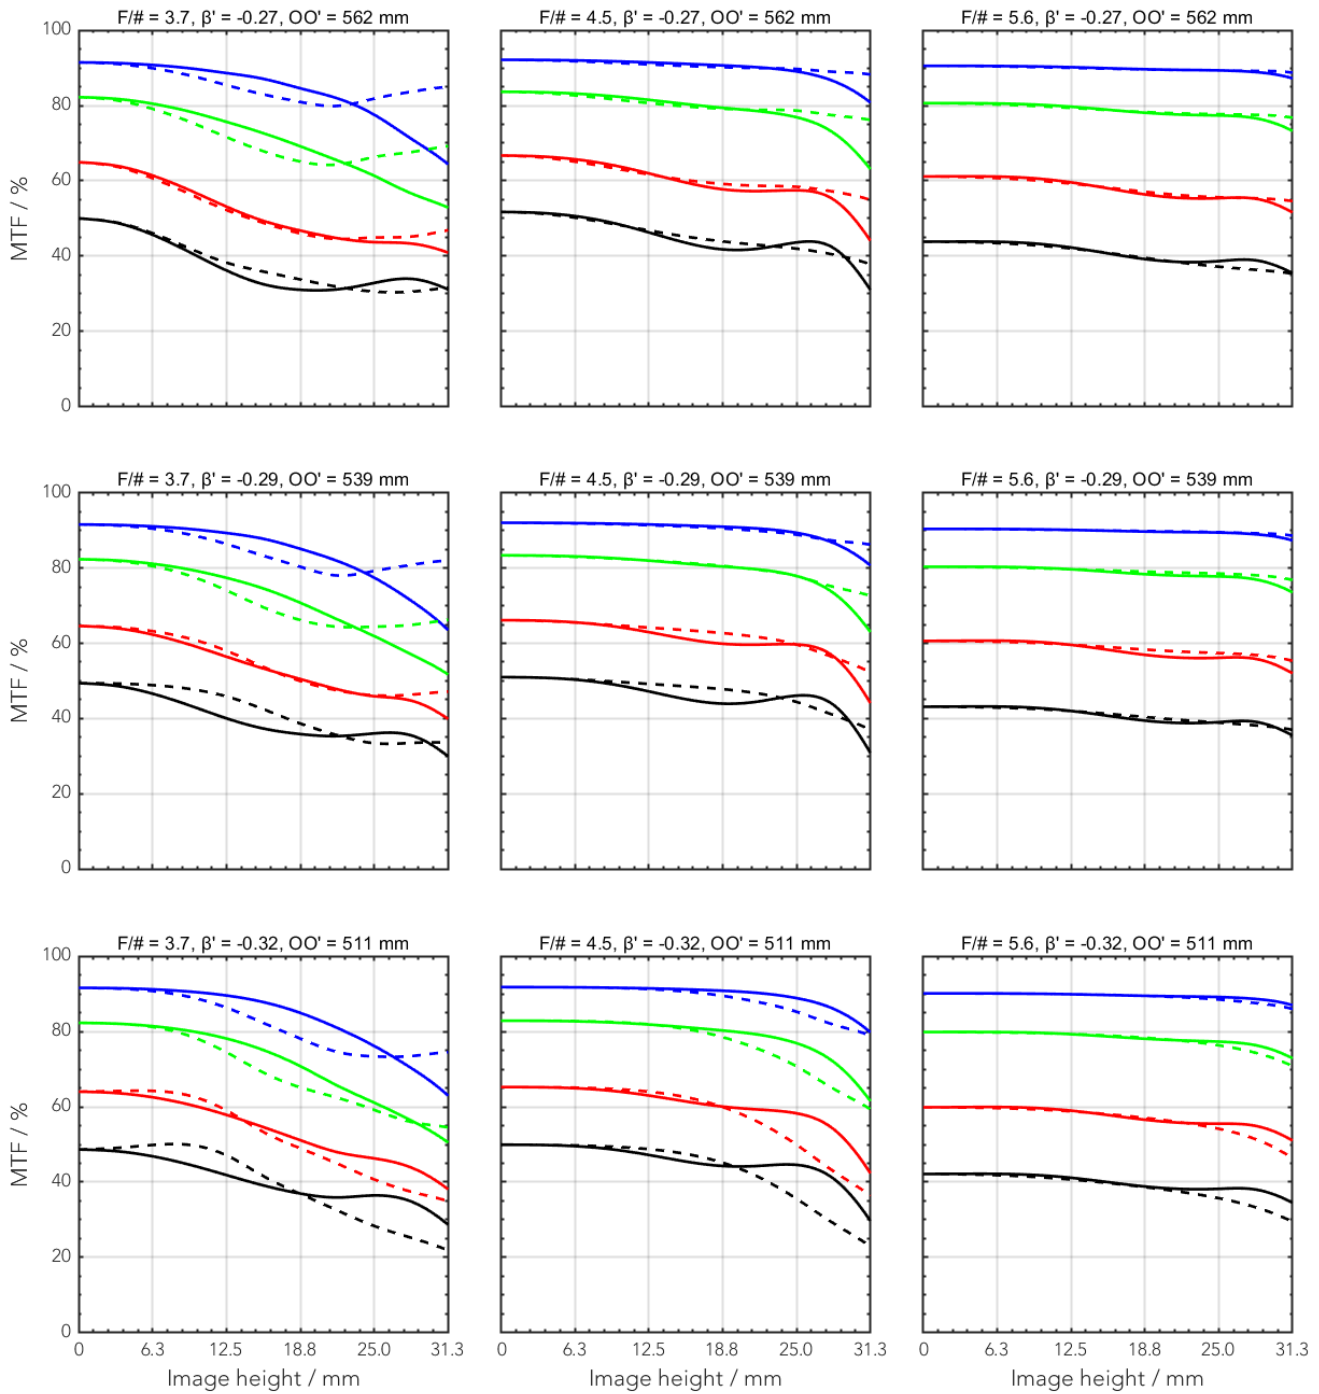 F/# = 3.7, β' = -0.27, OO' = 562 mm
F/# = 4.5, β' = -0.27, OO' = 562 mm
F/# = 5.6, β' = -0.27, OO' = 562 mm
100
80
60
40
20
0
MTF / %
F/# = 3.7, β' = -0.29, OO' = 539 mm
F/# = 4.5, β' = -0.29, OO' = 539 mm
F/# = 5.6, β' = -0.29, OO' = 539 mm
100
80
60
40
20
0
MTF / %
F/# = 3.7, β' = -0.32, OO' = 511 mm
F/# = 4.5, β' = -0.32, OO' = 511 mm
F/# = 5.6, β' = -0.32, OO' = 511 mm
100
80
60
40
20
0
MTF / %
0 6.3 12.5 18.8 25.0 31.3
0 6.3 12.5 18.8 25.0 31.3
0 6.3 12.5 18.8 25.0 31.3
Image height / mm
Image height / mm
Image height / mm